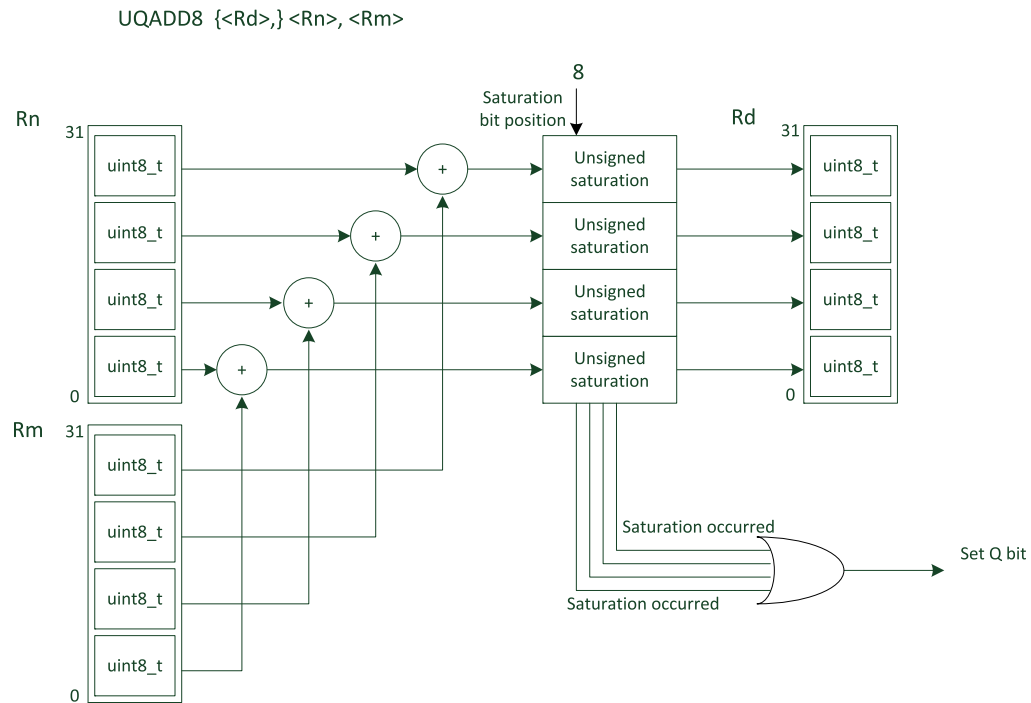 UQADD8 {<Rd>,} <Rn>, <Rm>
8
Saturation
bit position
Rn
31
uint8_t
uint8_t
uint8_t
uint8_t
0
+
+
+
+
Unsigned
saturation
Unsigned
saturation
Unsigned
saturation
Unsigned
saturation
Rd
31
uint8_t
uint8_t
uint8_t
uint8_t
0
Rm
31
uint8_t
uint8_t
uint8_t
uint8_t
0
Saturation occurred
Saturation occurred
Set Q bit